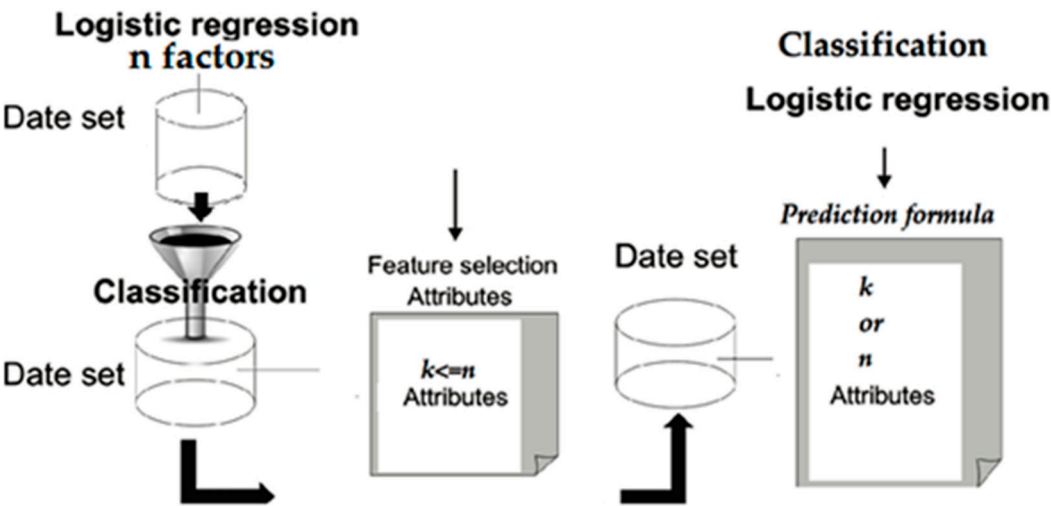 Logistic regression
n factors
Date set
Classification
Date set
Feature selection
Attributes
k<=n
Attributes
Date set
Classification
Logistic regression
Prediction formula
k
or
n
Attributes